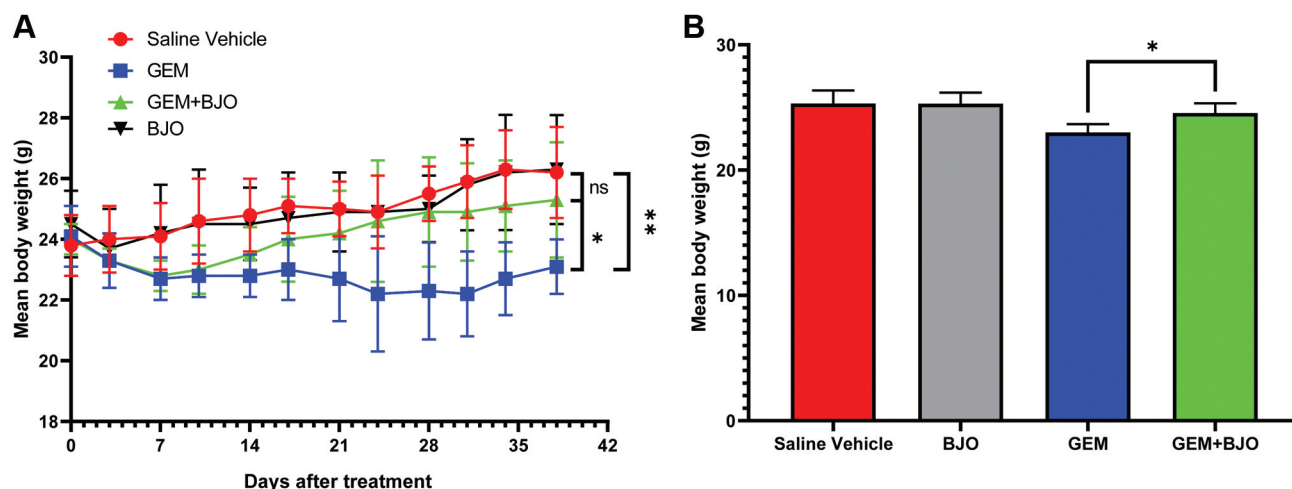 A
Saline Vehicle
GEM
GEM+BJO
BJO
Mean body weight (g)
30
28
26
24
22
20
18
0 7 14 21 28 35 42
Days after treatment
ns
*
**
B
Mean body weight (g)
30
20
10
0
*
Saline Vehicle BJO GEM GEM+BJO